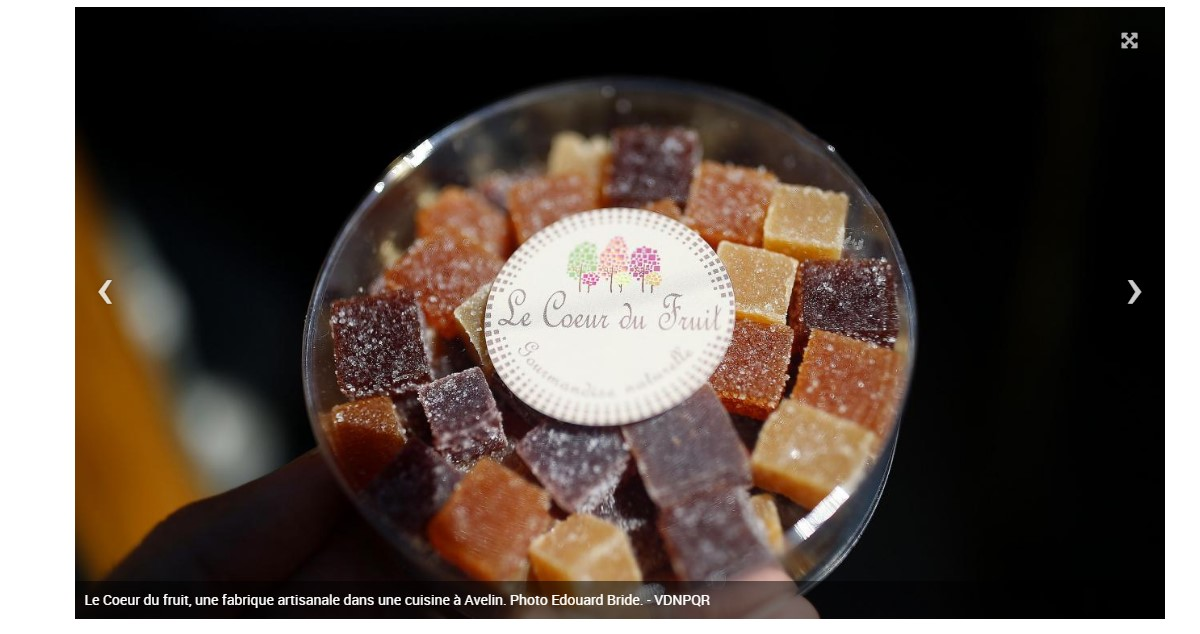 Le Coeur du Fruit
Gourmandise naturelle
Le Coeur du fruit, une fabrique artisanale dans une cuisine à Avelin. Photo Edouard Bride. - VDNPQR